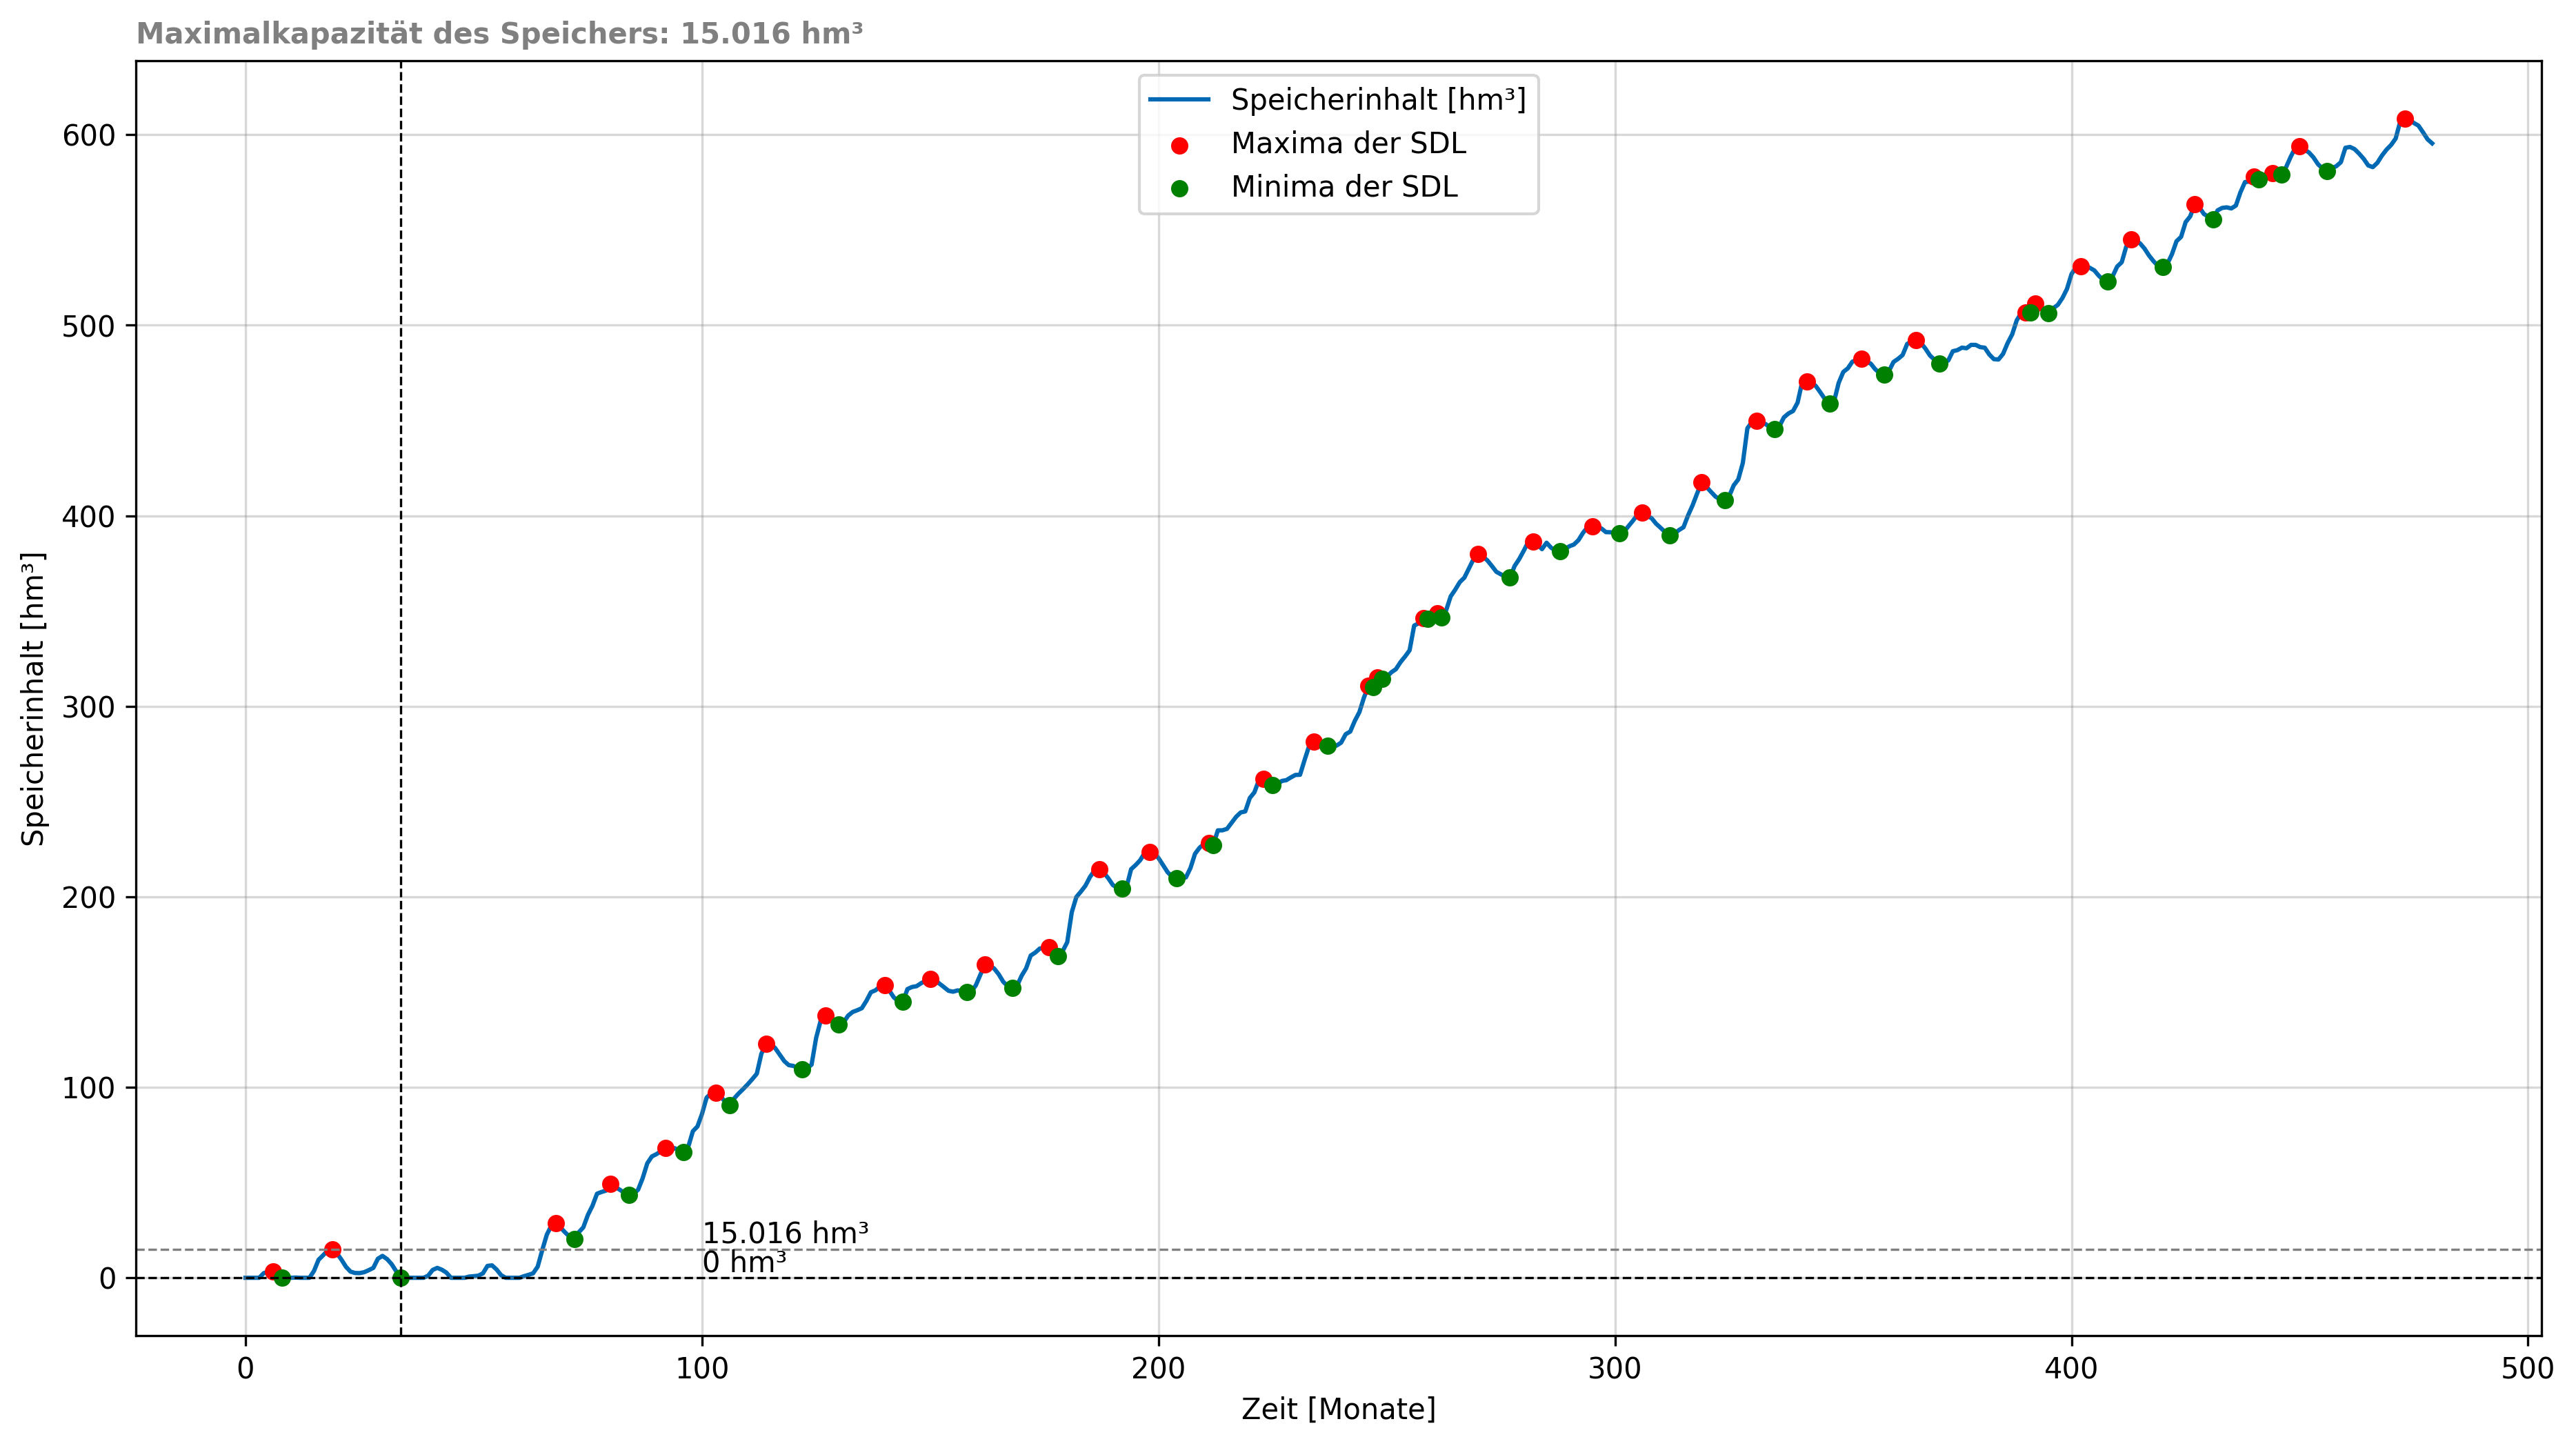 Maximalkapazität des Speichers: 15.016 hm³
Speicherinhalt [hm³]
Maxima der SDL
Minima der SDL
600
500
400
300
200
100
0
Speicherinhalt [hm³]
15.016 hm³
0 hm³
0
100
200
300
400
500
Zeit [Monate]